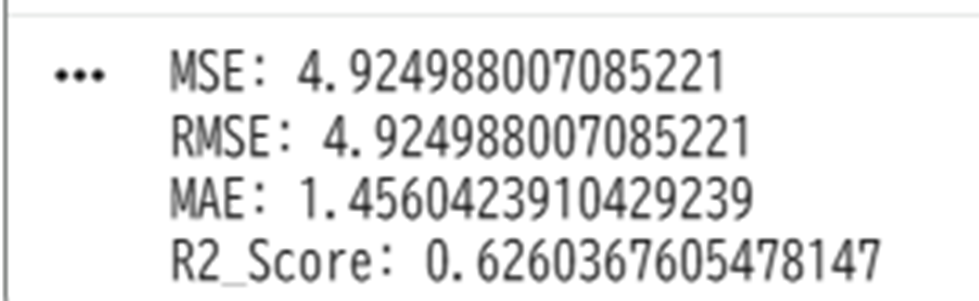 MSE: 4.924988007085221
RMSE: 4.924988007085221
MAE: 1.4560423910429239
R2_Score: 0.6260367605478147